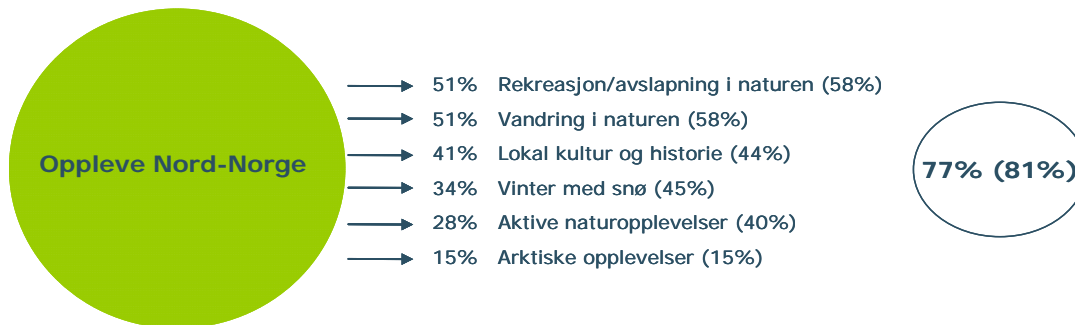 Oppleve Nord-Norge
51% Rekreasjon/avslapning i naturen (58%)
51% Vandring i naturen (58%)
41% Lokal kultur og historie (44%)
34% Vinter med snø (45%)
28% Aktive naturopplevelser (40%)
15% Arktiske opplevelser (15%)
77% (81%)